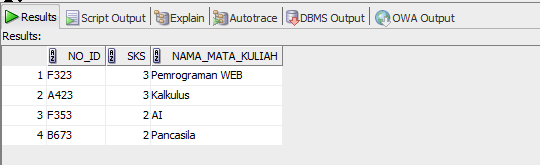 Results Script Output Explain Autotrace DBMS Output OWA Output
Results:
NO_ID SKS NAMA_MATA_KULIAH
1 F323 3 Pemrograman WEB
2 A423 3 Kalkulus
3 F353 2 AI
4 B673 2 Pancasila